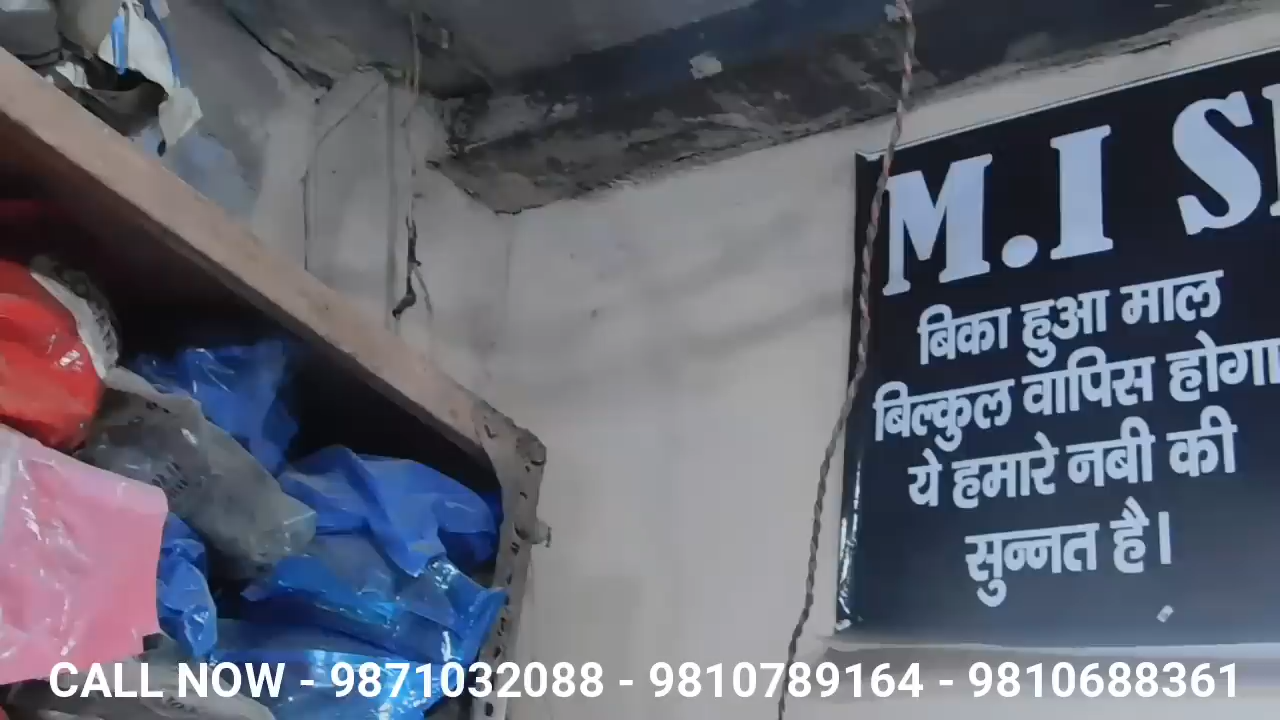 M.I S
बिका हुआ माल
बिल्कुल वापिस होगा
ये हमारे नबी की
सुन्नत है।
CALL NOW - 9871032088 - 9810789164 - 9810688361